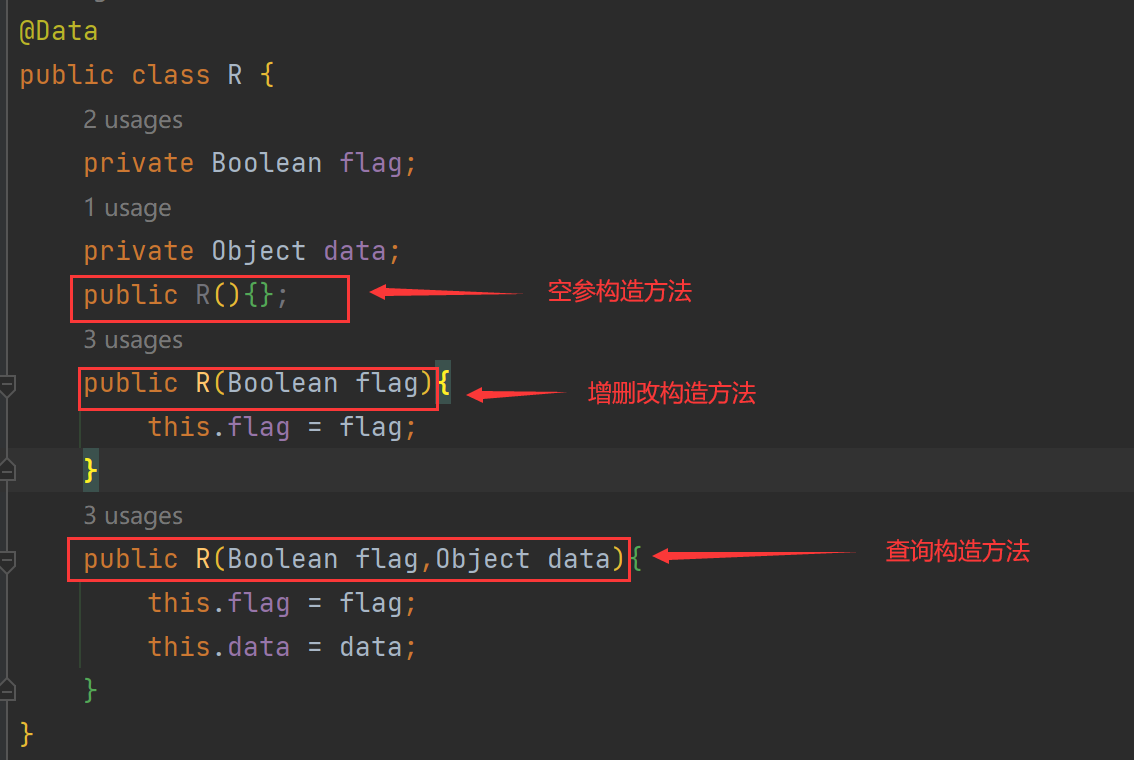 @Data
public class R {
2 usages
private Boolean flag;
1 usage
private Object data;
public R(){}; 空参构造方法
3 usages
public R(Boolean flag){ 增删改构造方法
this.flag = flag;
}
3 usages
public R(Boolean flag,Object data){ 查询构造方法
this.flag = flag;
this.data = data;
}
}